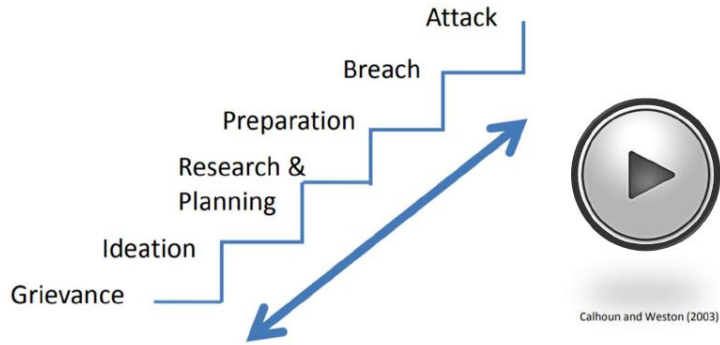 Attack
Breach
Preparation
Research &
Planning
Ideation
Grievance
Calhoun and Weston (2003)